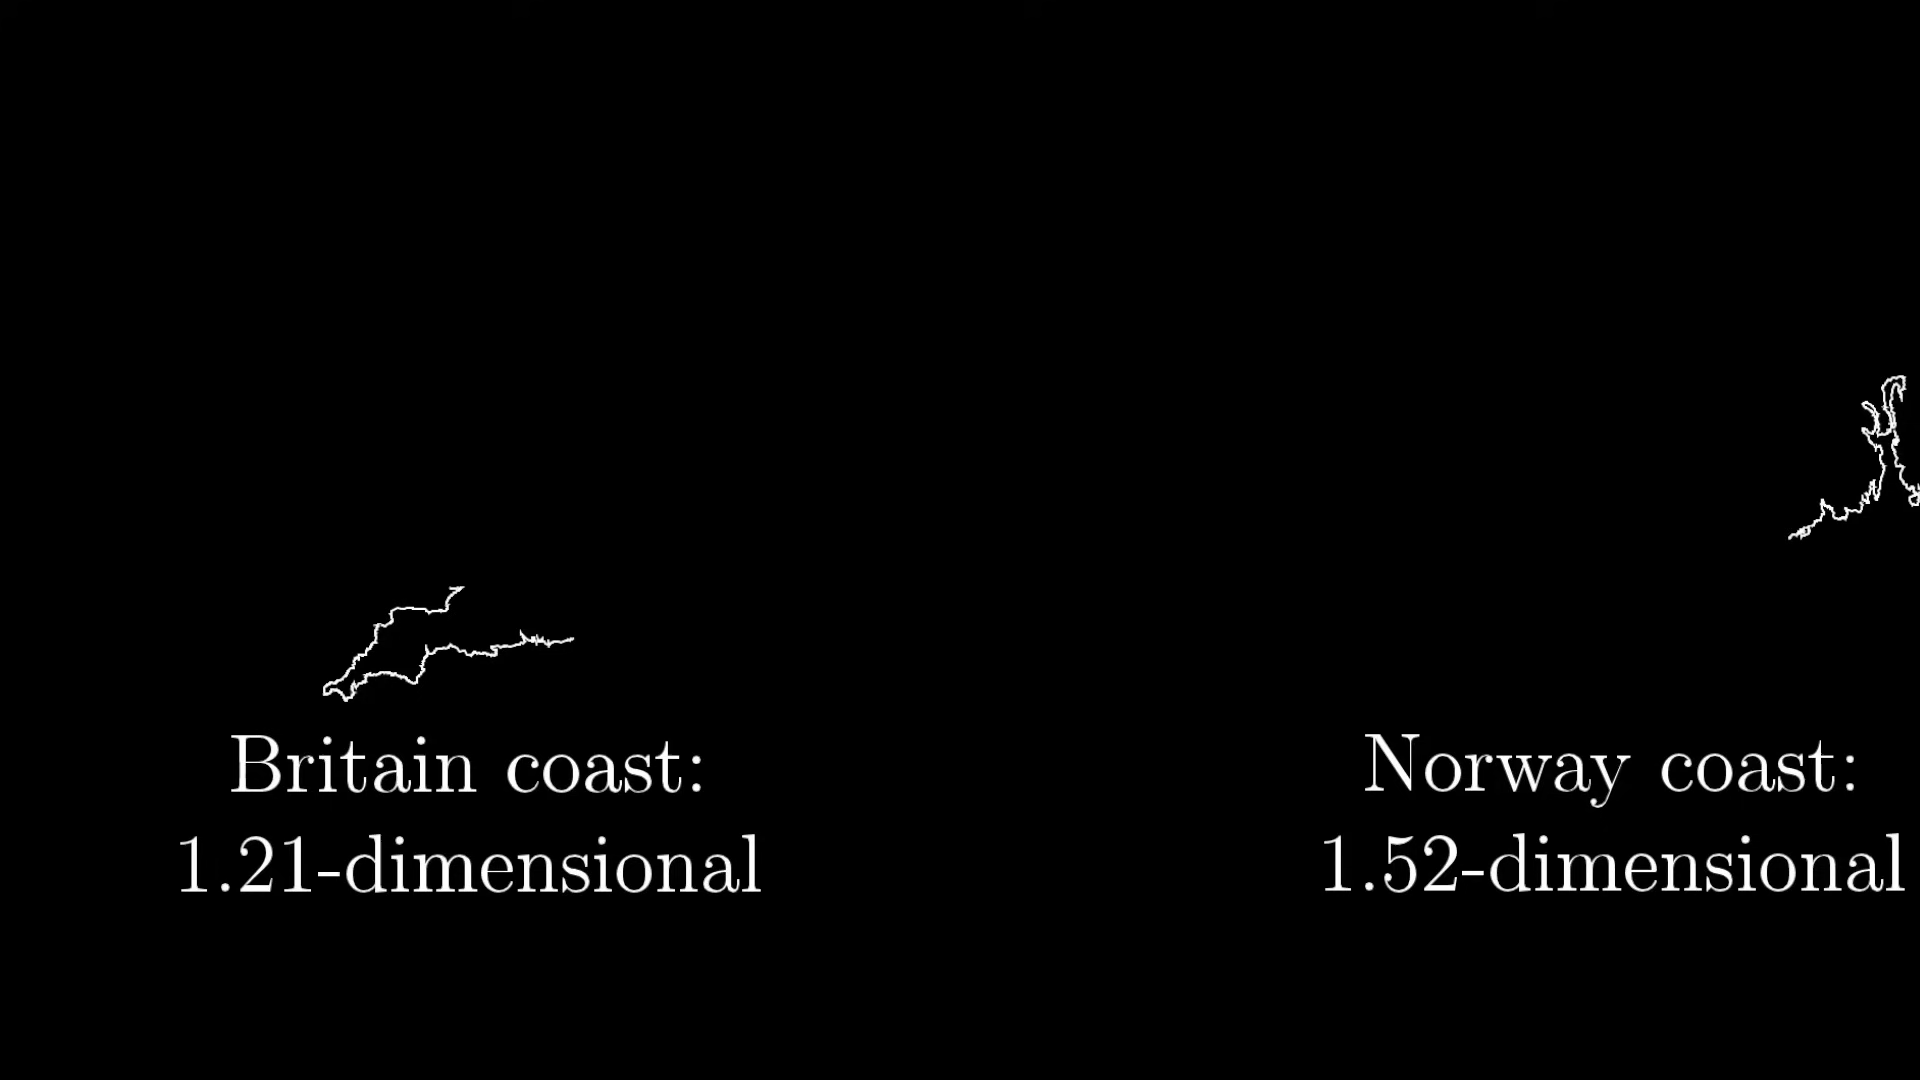 Britain coast:
1.21-dimensional
Norway coast:
1.52-dimensional